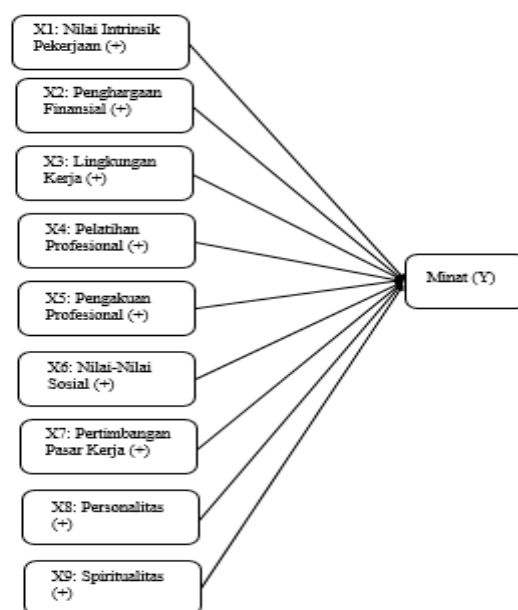 X1: Nilai Intrinsik
Pekerjaan (+)
X2: Penghargaan
Finansial (+)
X3: Lingkungan
Kerja (+)
X4: Pelatihan
Profesional (+)
X5: Pengakuan
Profesional (+)
X6: Nilai-Nilai
Sosial (+)
X7: Pertimbangan
Pasar Kerja (+)
X8: Personalitas
(+)
X9: Spiritualitas
(+)
Minat (Y)